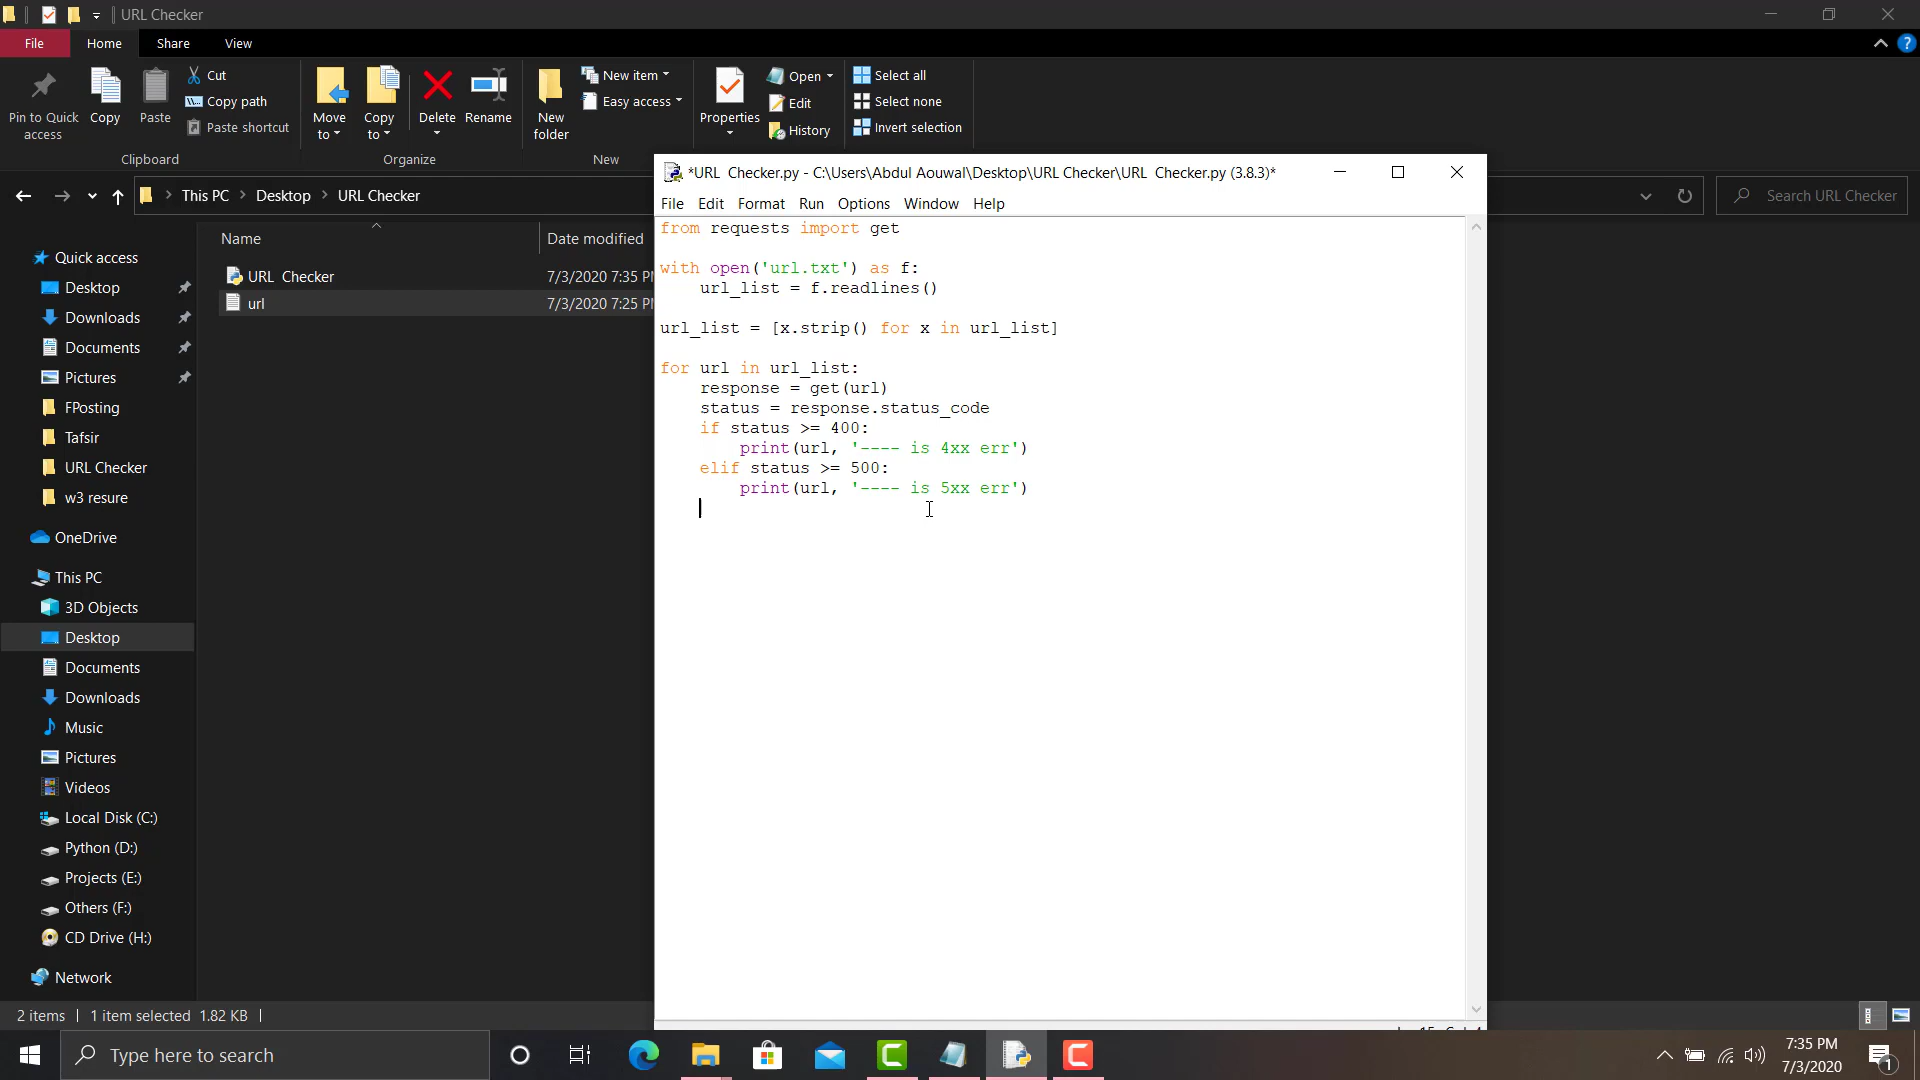 URL Checker
File
Home
Share
View
Pin to Quick access
Copy
Paste
Cut
Copy path
Paste shortcut
Clipboard
Move to
Copy to
Delete
Rename
Organize
New folder
New item
Easy access
New
Properties
Open
Edit
History
Select all
Select none
Invert selection
This PC
Desktop
URL Checker
Search URL Checker
Name
Date modified
URL Checker
7/3/2020 7:35 PM
url
7/3/2020 7:25 PM
Quick access
Desktop
Downloads
Documents
Pictures
FPosting
Tafsir
URL Checker
w3 resure
OneDrive
This PC
3D Objects
Desktop
Documents
Downloads
Music
Pictures
Videos
Local Disk (C:)
Python (D:)
Projects (E:)
Others (F:)
CD Drive (H:)
Network
2 items
1 item selected 1.82 KB
*URL Checker.py - C:\Users\Abdul Aouwal\Desktop\URL Checker\URL Checker.py (3.8.3)*
File Edit Format Run Options Window Help
from requests import get
with open('url.txt') as f:
    url_list = f.readlines()
url_list = [x.strip() for x in url_list]
for url in url_list:
    response = get(url)
    status = response.status_code
    if status >= 400:
        print(url, '---- is 4xx err')
    elif status >= 500:
        print(url, '---- is 5xx err')
Type here to search
7:35 PM
7/3/2020
1